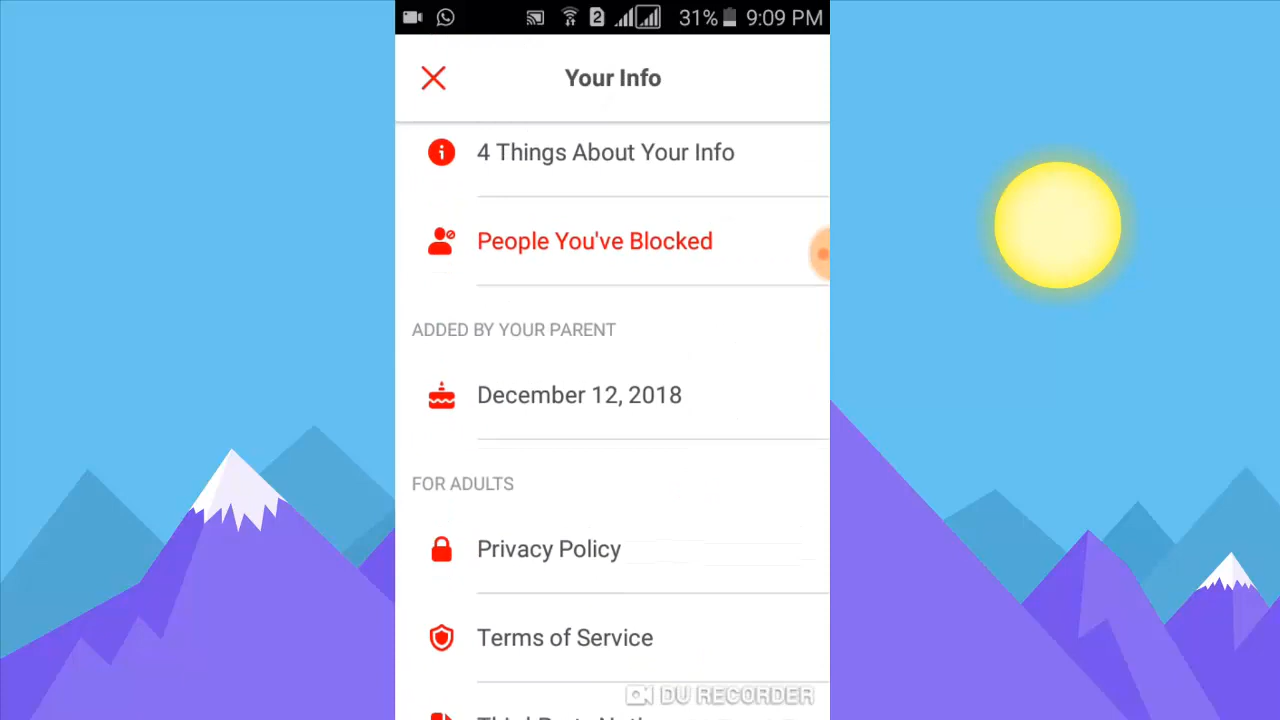 2 31% 9:09 PM
Your Info
4 Things About Your Info
People You've Blocked
ADDED BY YOUR PARENT
December 12, 2018
FOR ADULTS
Privacy Policy
Terms of Service
DU RECORDER